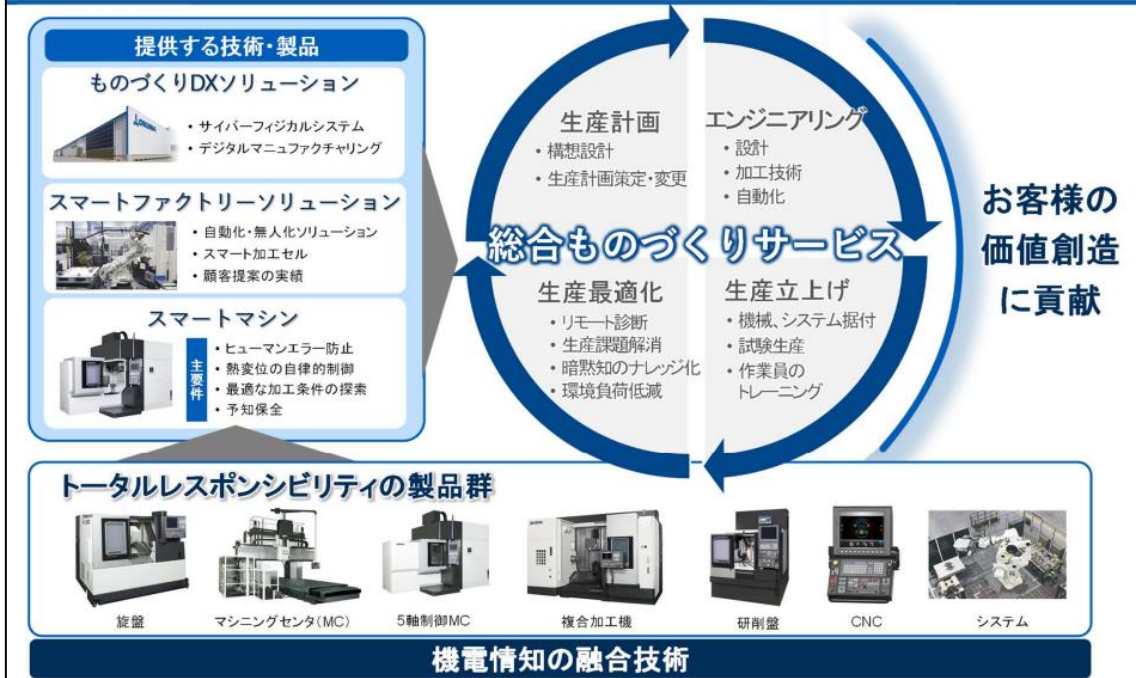 提供する技術・製品
ものづくりDXソリューション
OKUMA
・サイバーフィジカルシステム
・デジタルマニュファクチャリング
スマートファクトリーソリューション
・自動化・無人化ソリューション
・スマート加工セル
・顧客提案の実績
スマートマシン
主要件
・ヒューマンエラー防止
・熱変位の自律的制御
・最適な加工条件の探索
・予知保全
生産計画
・構想設計
・生産計画策定・変更
エンジニアリング
・設計
・加工技術
・自動化
総合ものづくりサービス
生産最適化
・リモート診断
・生産課題解消
・暗黙知のナレッジ化
・環境負荷低減
生産立上げ
・機械、システム据付
・試験生産
・作業員の
トレーニング
お客様の
価値創造
に貢献
トータルレスポンシビリティの製品群
旋盤
マシニングセンタ(MC)
5軸制御MC
複合加工機
研削盤
CNC
システム
機電情知の融合技術